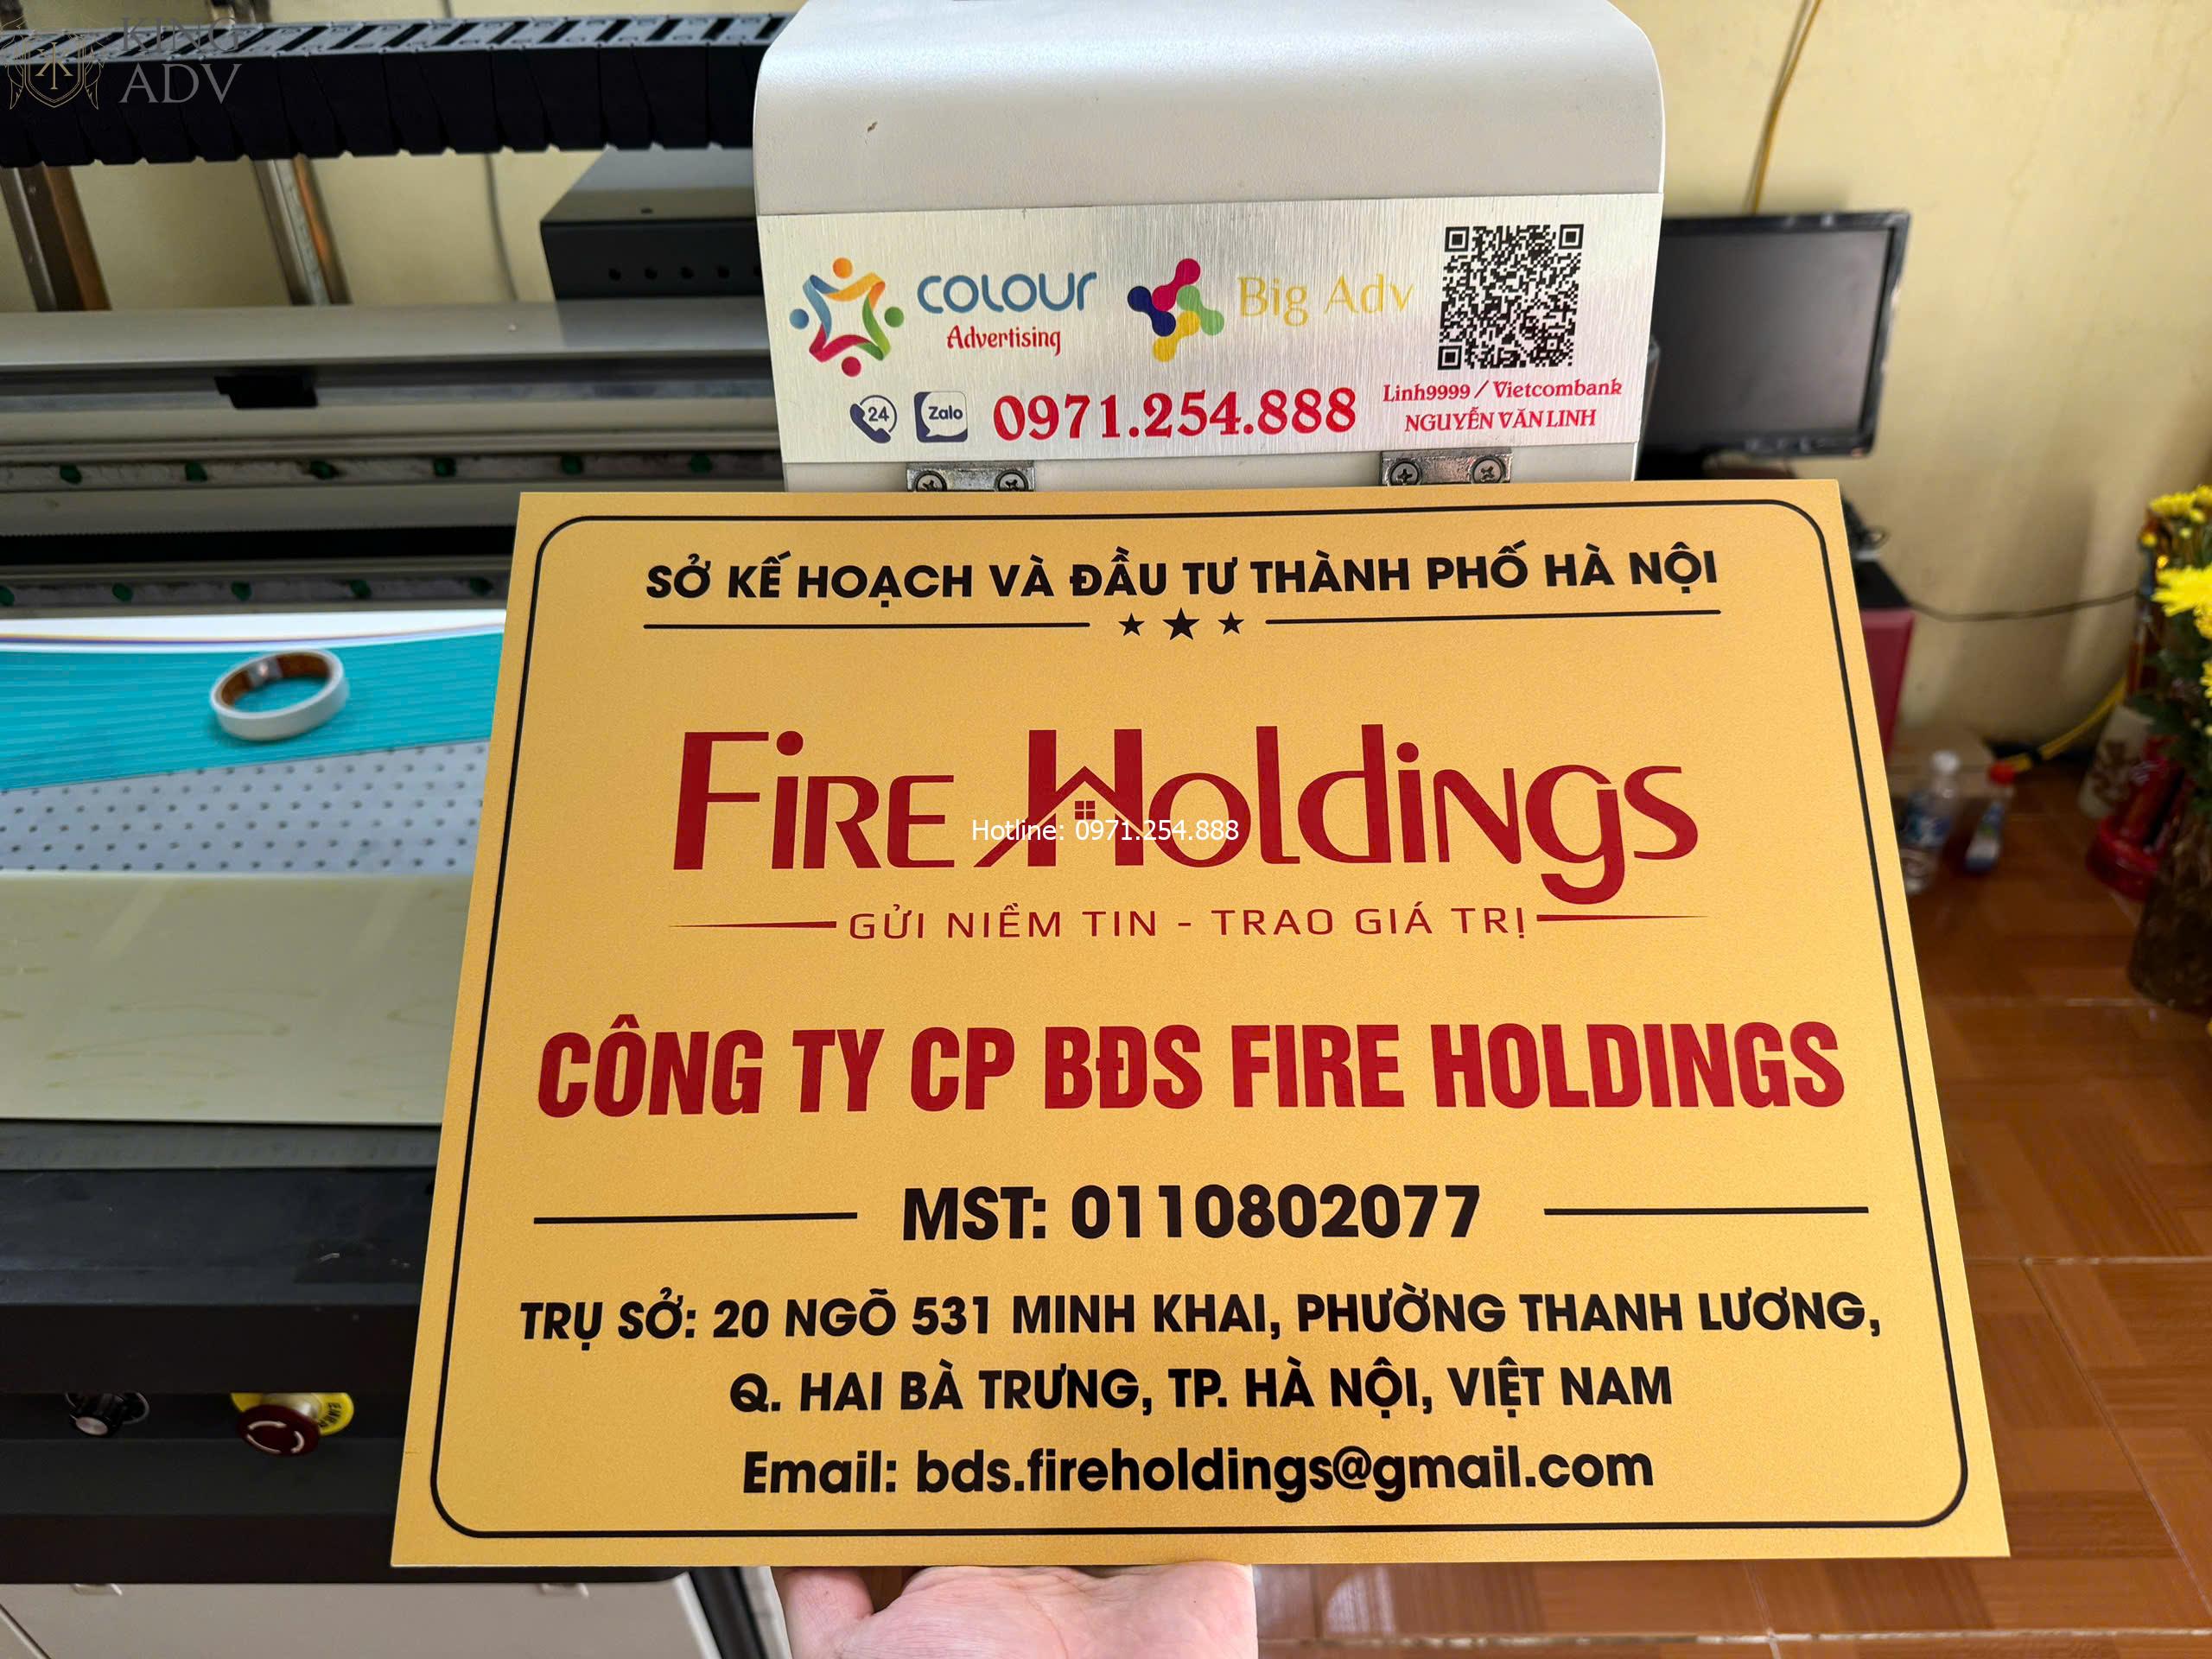 KING
ADV
COLOUR
Advertising
Big Adv
24
Zalo
0971.254.888
Linh9999 / Vietcombank
NGUYỄN VĂN LINH
SỞ KẾ HOẠCH VÀ ĐẦU TƯ THÀNH PHỐ HÀ NỘI
FIRE HOLDINGS
Hotline: 0971.254.888
GỬI NIỀM TIN - TRAO GIÁ TRỊ
CÔNG TY CP BĐS FIRE HOLDINGS
MST: 0110802077
TRỤ SỞ: 20 NGÕ 531 MINH KHAI, PHƯỜNG THANH LƯƠNG,
Q. HAI BÀ TRƯNG, TP. HÀ NỘI, VIỆT NAM
Email: bds.fireholdings@gmail.com